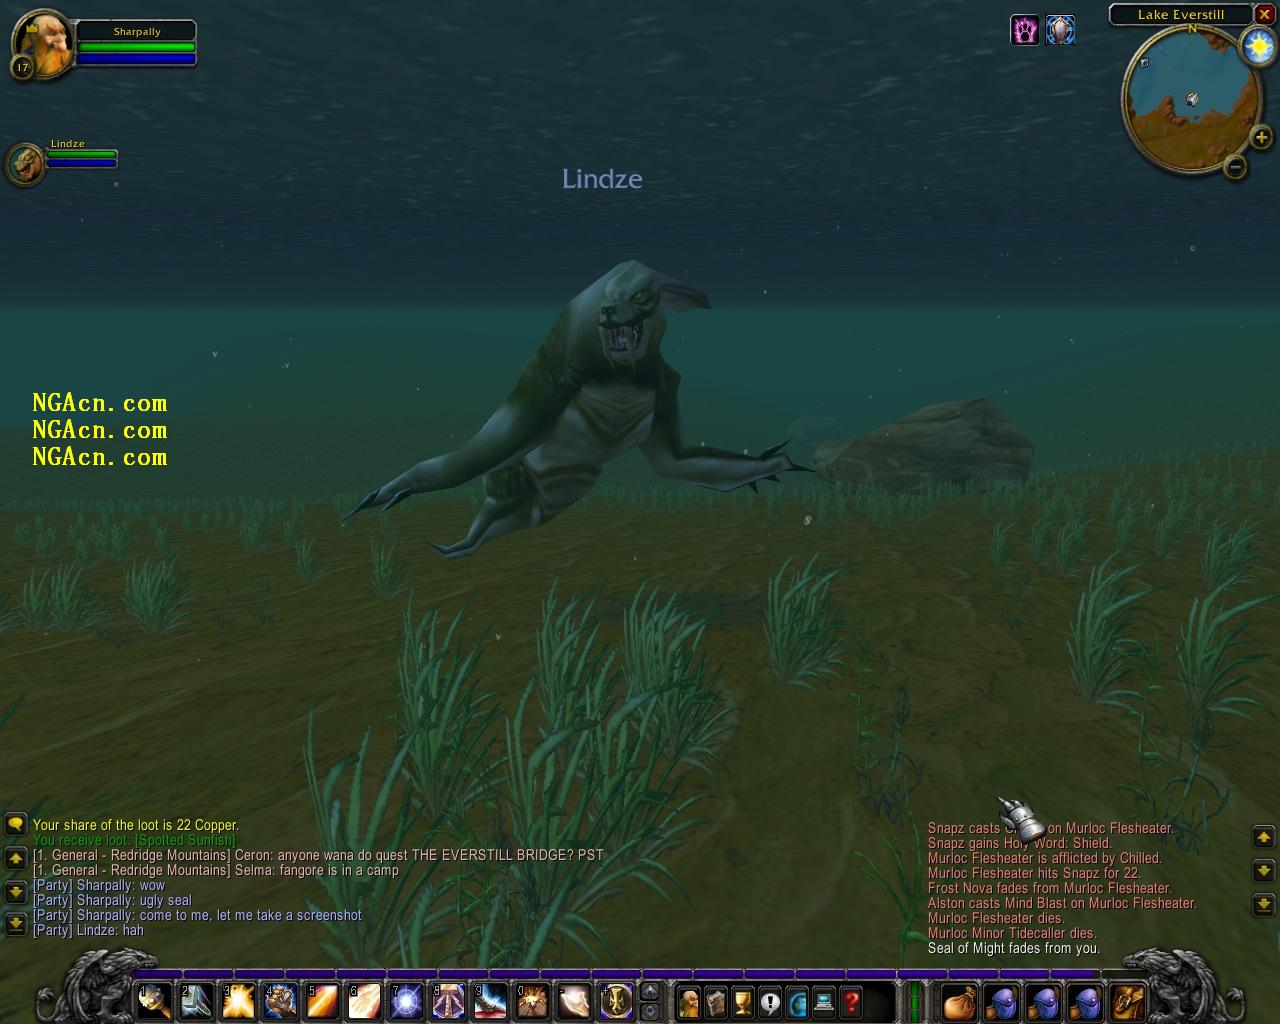 Sharpally
17
Lake Everstill
N
Lindze
Lindze
NGAcn.com
NGAcn.com
NGAcn.com
Your share of the loot is 22 Copper.
You receive loot: [Spotted Sunfish]
[1. General - Redridge Mountains] Ceron: anyone wana do quest THE EVERSTILL BRIDGE? PST
[1. General - Redridge Mountains] Selma: fangore is in a camp
[Party] Sharpally: wow
[Party] Sharpally: ugly seal
[Party] Sharpally: come to me, let me take a screenshot
[Party] Lindze: hah
Snapz casts on Murloc Flesheater.
Snapz gains Holy Word: Shield.
Murloc Flesheater is afflicted by Chilled.
Murloc Flesheater hits Snapz for 22.
Frost Nova fades from Murloc Flesheater.
Alston casts Mind Blast on Murloc Flesheater.
Murloc Flesheater dies.
Murloc Minor Tidecaller dies.
Seal of Might fades from you.
1 2 3 4 5 6 7 8 9 0 - +